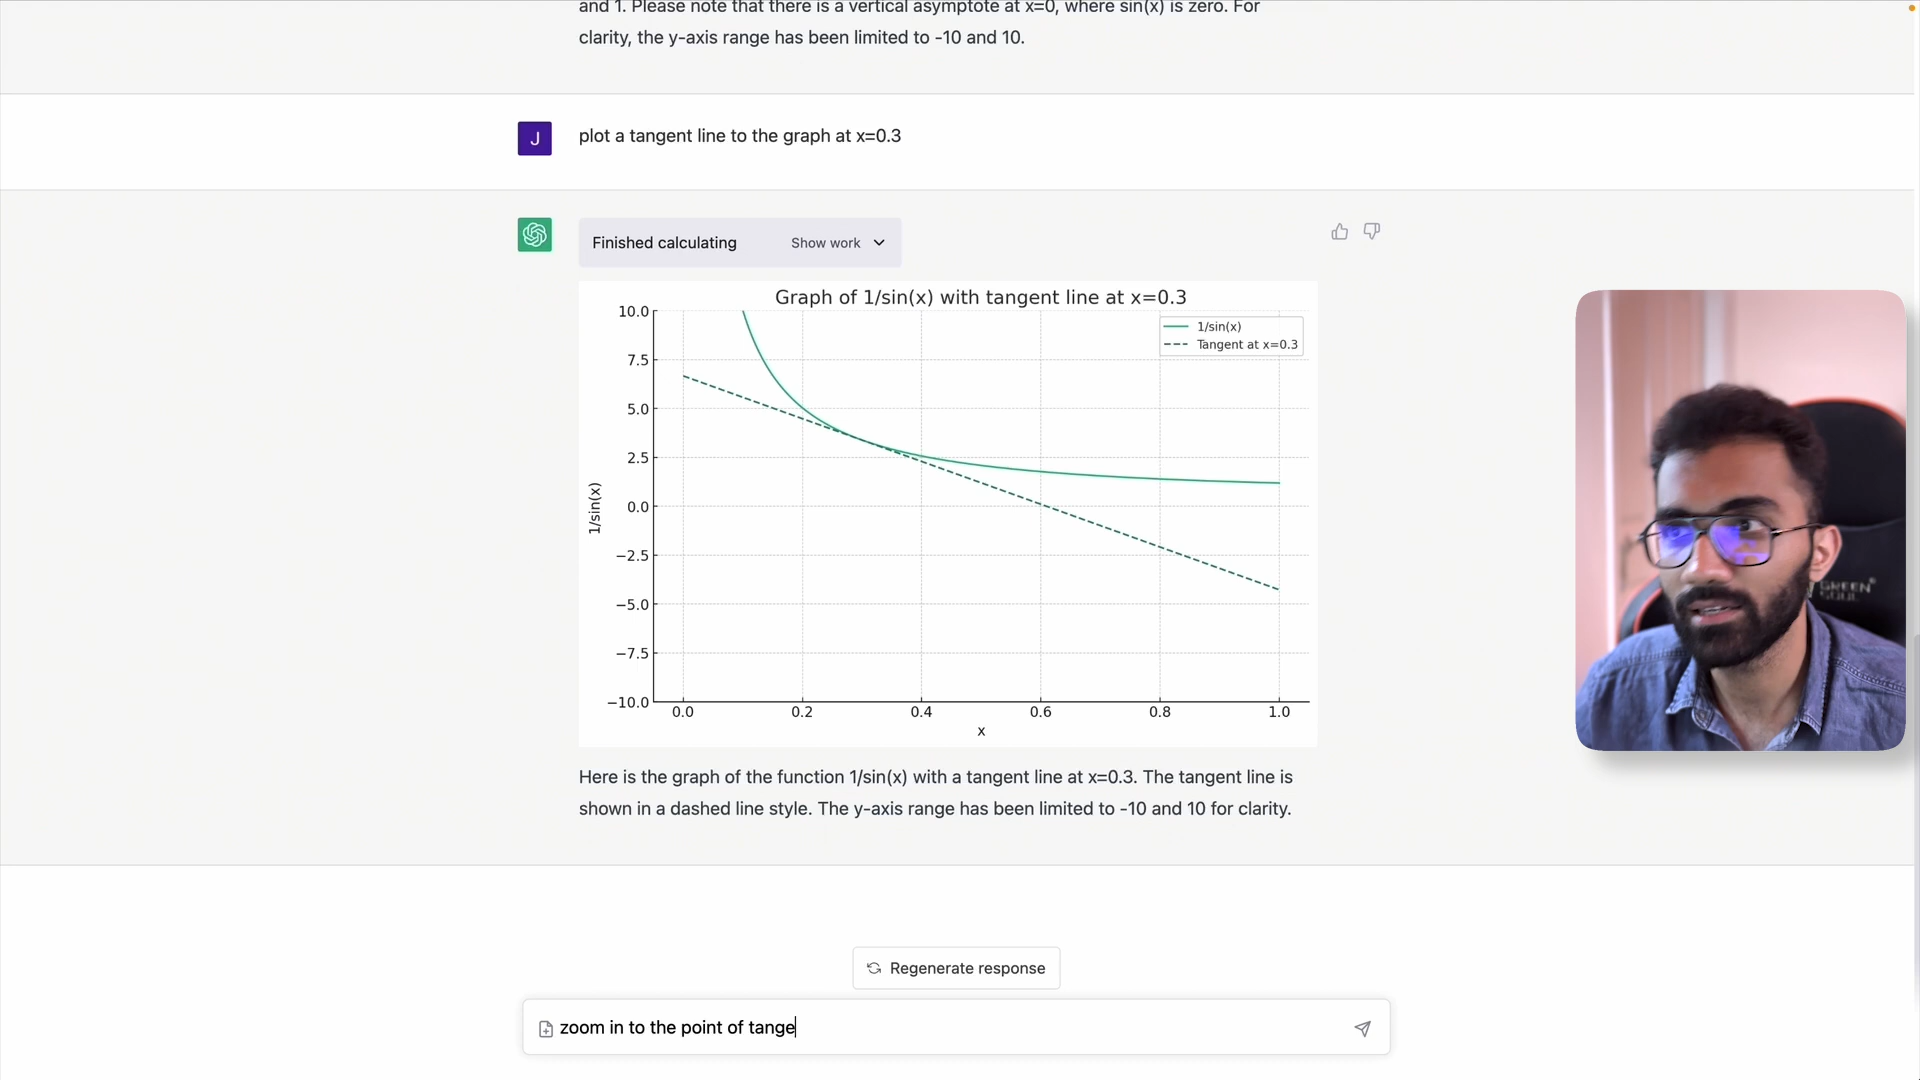 and 1. Please note that there is a vertical asymptote at x=0, where sin(x) is zero. For
clarity, the y-axis range has been limited to -10 and 10.
J
plot a tangent line to the graph at x=0.3
Finished calculating
Show work
Graph of 1/sin(x) with tangent line at x=0.3
1/sin(x)
Tangent at x=0.3
10.0
7.5
5.0
2.5
0.0
−2.5
−5.0
−7.5
−10.0
1/sin(x)
0.0 0.2 0.4 0.6 0.8 1.0
x
GREEN
SOUL
Here is the graph of the function 1/sin(x) with a tangent line at x=0.3. The tangent line is
shown in a dashed line style. The y-axis range has been limited to -10 and 10 for clarity.
Regenerate response
zoom in to the point of tange